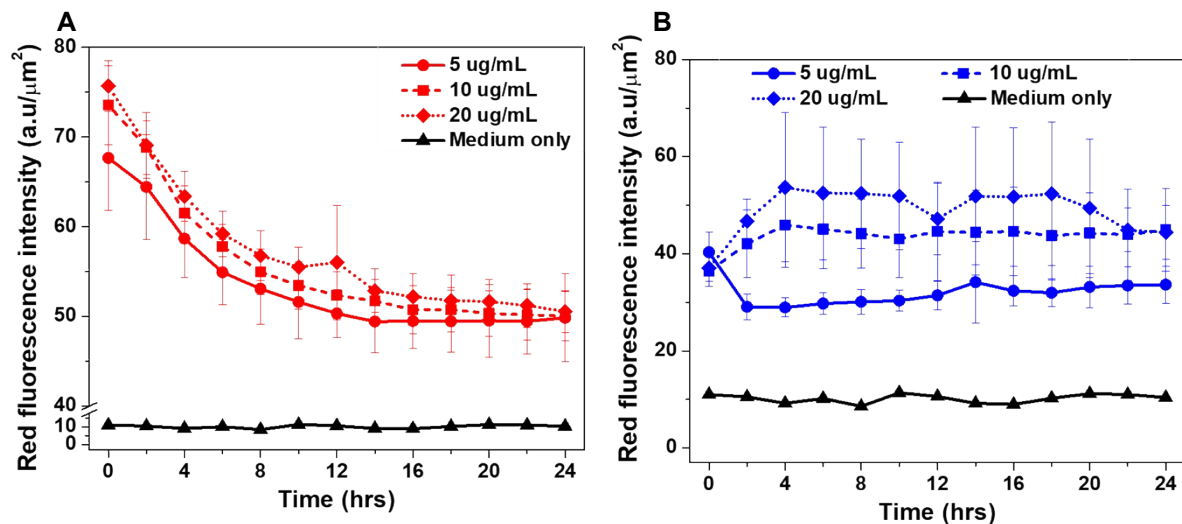 A
Red fluorescence intensity (a.u/μm²)
80
70
60
50
40
10
0
5 ug/mL
10 ug/mL
20 ug/mL
Medium only
0 4 8 12 16 20 24
Time (hrs)
B
Red fluorescence intensity (a.u/μm²)
80
60
40
20
0
5 ug/mL 10 ug/mL
20 ug/mL Medium only
0 4 8 12 16 20 24
Time (hrs)